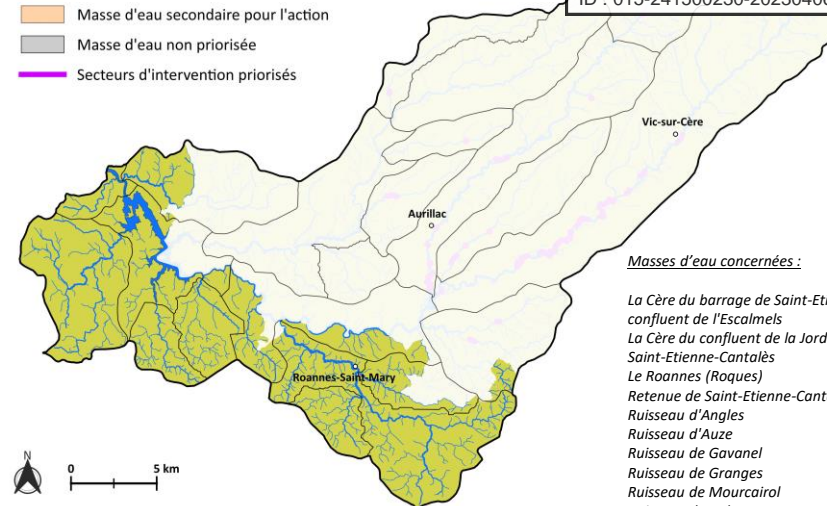 Masse d'eau secondaire pour l'action
Masse d'eau non priorisée
Secteurs d'intervention priorisés
Vic-sur-Cère
Aurillac
Roannes-Saint-Mary
N
0 5 km
Masses d'eau concernées :
La Cère du barrage de Saint-Eti
confluent de l'Escalmels
La Cère du confluent de la Jord
Saint-Etienne-Cantalès
Le Roannes (Roques)
Retenue de Saint-Etienne-Cant
Ruisseau d'Angles
Ruisseau d'Auze
Ruisseau de Gavanel
Ruisseau de Granges
Ruisseau de Mourcairol